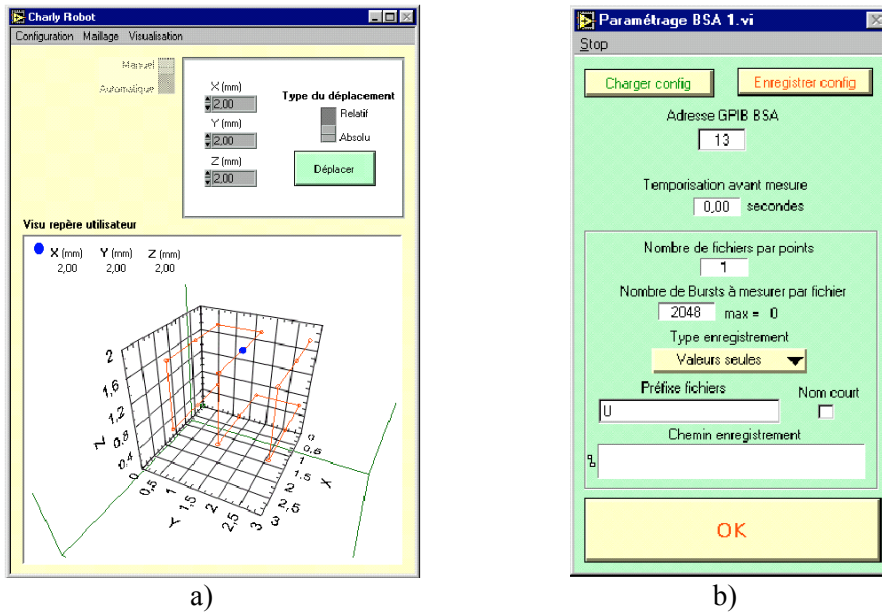 Charly Robot
Configuration Maillage Visualisation
Manuel
Automatique
X (mm)
2,00
Y (mm)
2,00
Z (mm)
2,00
Type du déplacement
Relatif
Absolu
Déplacer
Visu repère utilisateur
X (mm) Y (mm) Z (mm)
2,00 2,00 2,00
2
1,6
1,2
0,8
0,4
Z
0
0,5
1
1,5
2
2,5
3
Y
0
0,5
1
1,5
2
2,5
3
X
a)
Paramétrage BSA 1.vi
Stop
Charger config Enregistrer config
Adresse GPIB BSA
13
Temporisation avant mesure
0,00 secondes
Nombre de fichiers par points
1
Nombre de Bursts à mesurer par fichier
2048 max = 0
Type enregistrement
Valeurs seules
Préfixe fichiers Nom court
U
Chemin enregistrement
OK
b)